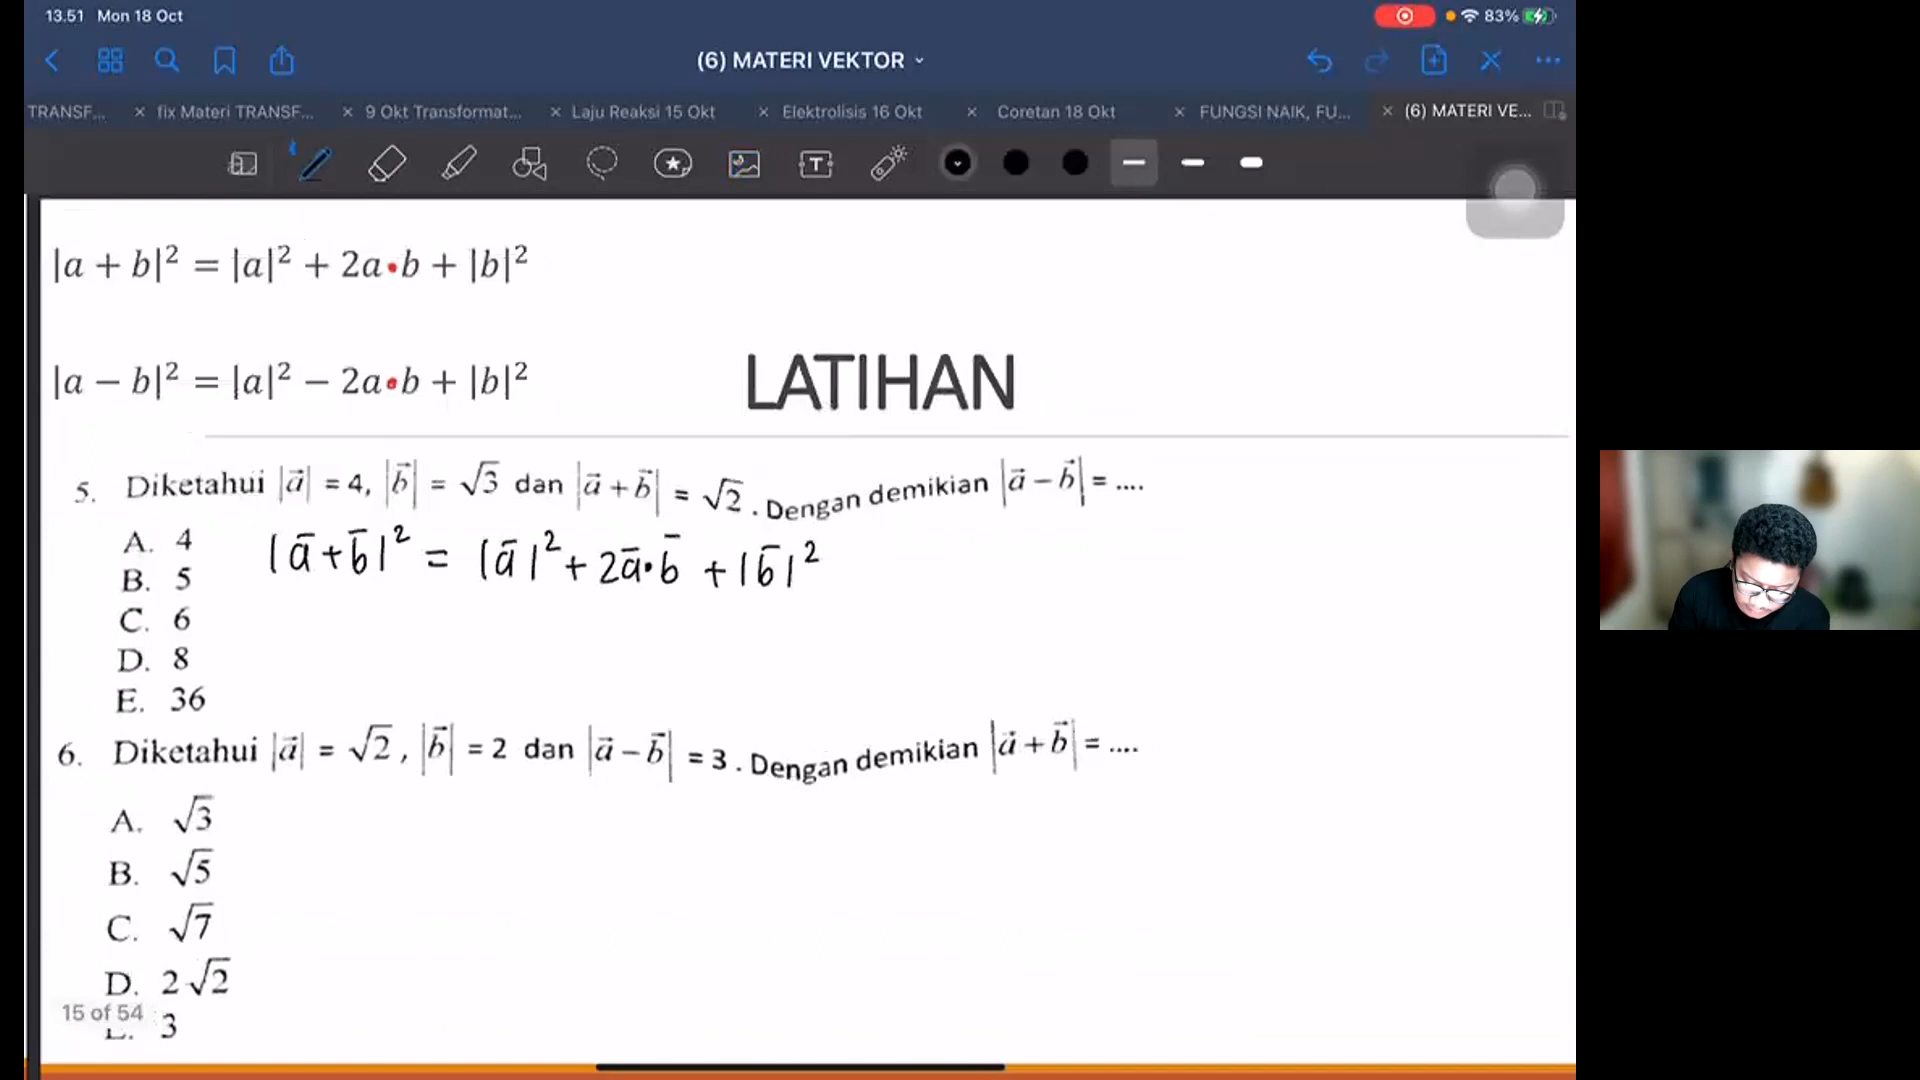 13.51 Mon 18 Oct
83%
(6) MATERI VEKTOR
TRANSF... × fix Materi TRANSF... × 9 Okt Transformat... × Laju Reaksi 15 Okt × Elektrolisis 16 Okt × Coretan 18 Okt × FUNGSI NAIK, FU... × (6) MATERI VE...
|a + b|² = |a|² + 2a•b + |b|²
|a − b|² = |a|² − 2a•b + |b|²
LATIHAN
5. Diketahui |a⃗| = 4, |b⃗| = √3 dan |a⃗ + b⃗| = √2 . Dengan demikian |a⃗ − b⃗| = ....
A. 4
B. 5
C. 6
D. 8
E. 36
|a̅ + b̅|² = |a̅|² + 2a̅•b̅ + |b̅|²
6. Diketahui |a⃗| = √2 , |b⃗| = 2 dan |a⃗ − b⃗| = 3 . Dengan demikian |a⃗ + b⃗| = ....
A. √3
B. √5
C. √7
D. 2√2
15 of 54
3